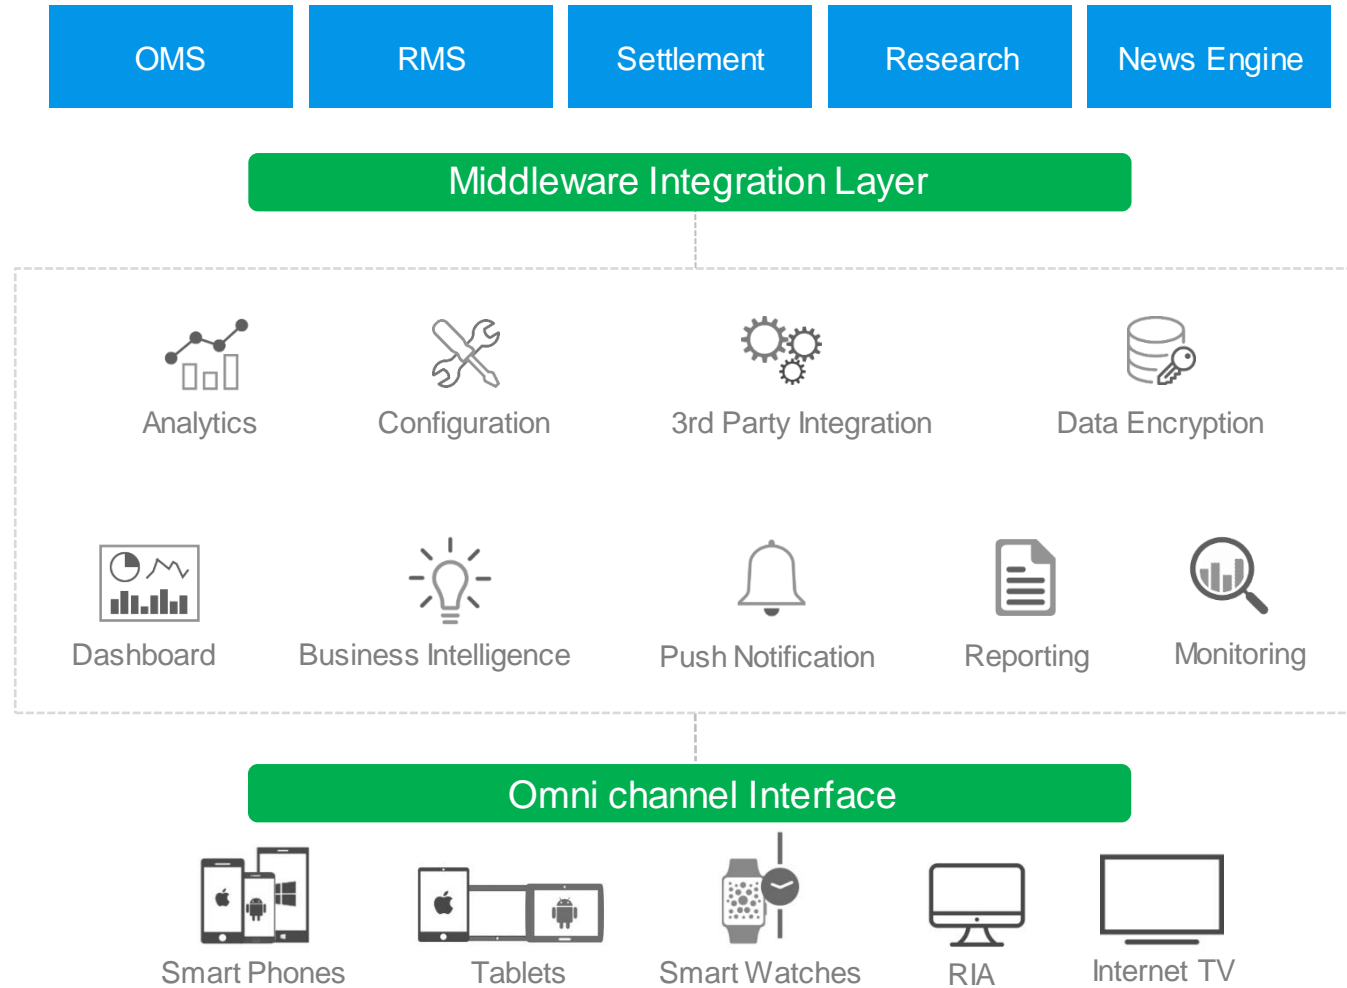 OMS
RMS
Settlement
Research
News Engine
Middleware Integration Layer
Analytics
Configuration
3rd Party Integration
Data Encryption
Dashboard
Business Intelligence
Push Notification
Reporting
Monitoring
Omni channel Interface
Smart Phones
Tablets
Smart Watches
RIA
Internet TV